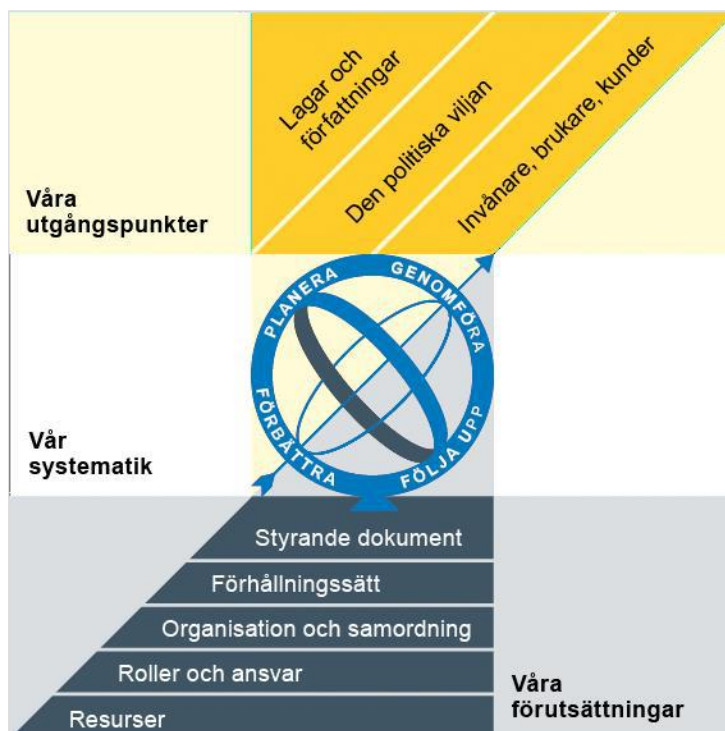 Lagar och
författningar
Den politiska viljan
Invånare, brukare, kunder
Våra
utgångspunkter
PLANERA
GENOMFÖRA
FÖLJA UPP
FÖRBÄTTRA
Vår
systematik
Styrande dokument
Förhållningssätt
Organisation och samordning
Roller och ansvar
Resurser
Våra
förutsättningar